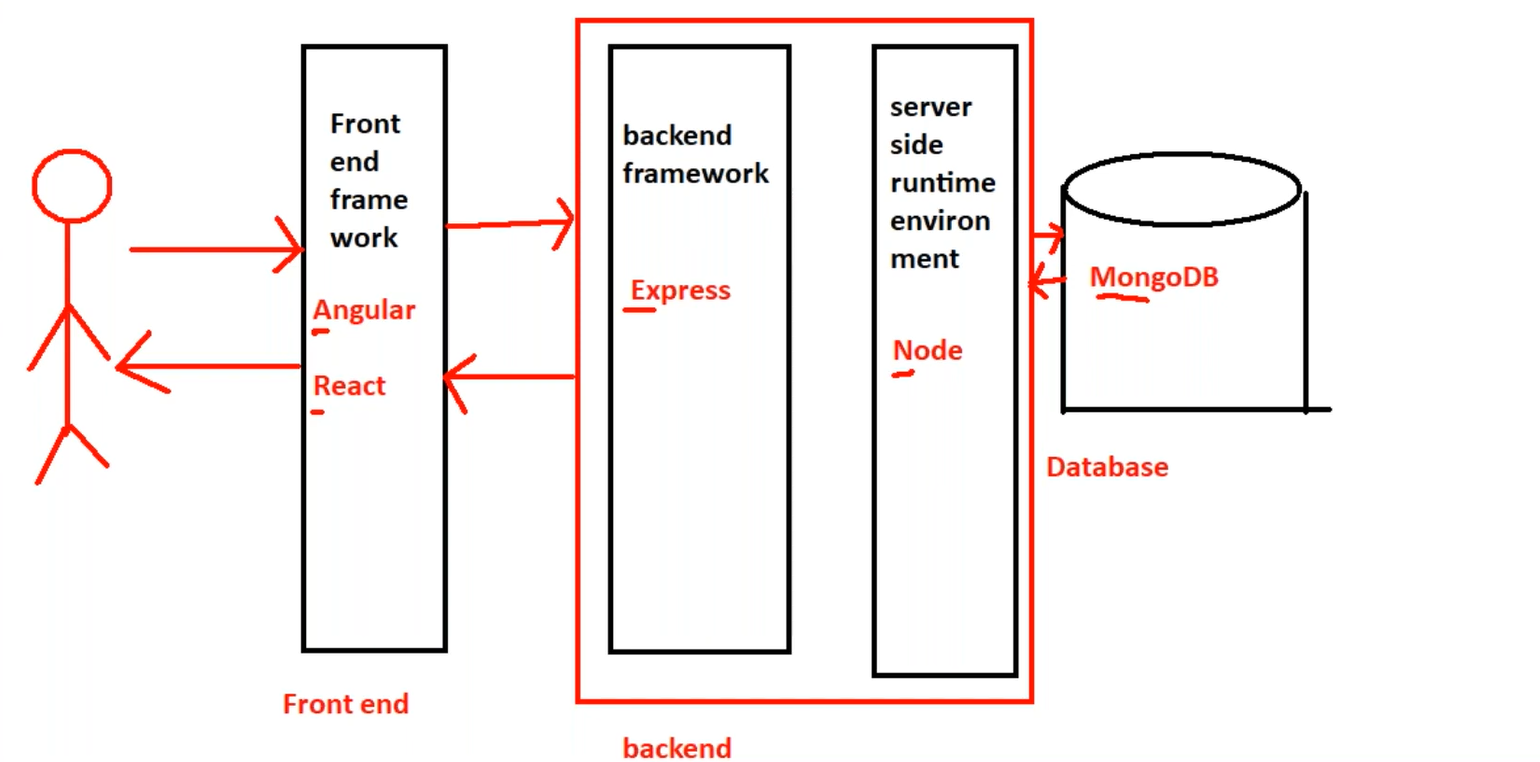 Front
end
frame
work
Angular
React
Front end
backend
framework
Express
server
side
runtime
environ
ment
Node
backend
MongoDB
Database